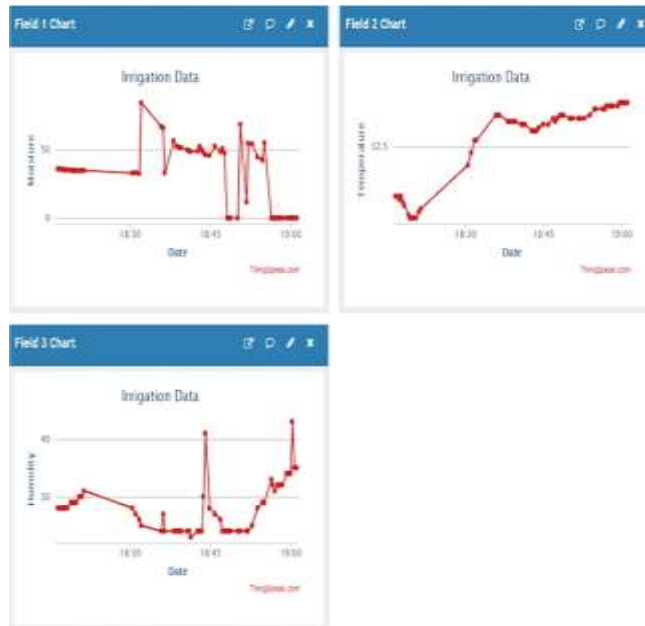 Field 1 Chart
Irrigation Data
Moisture
50
0
18:30 18:45 19:00
Date
ThingSpeak.com
Field 2 Chart
Irrigation Data
Temperature
32.5
18:30 18:45 19:00
Date
ThingSpeak.com
Field 3 Chart
Irrigation Data
Humidity
40
30
18:30 18:45 19:00
Date
ThingSpeak.com